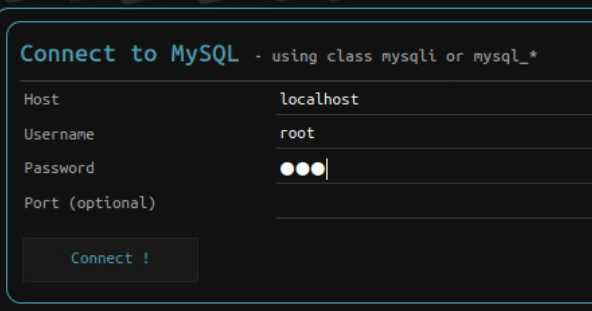 Connect to MySQL - using class mysqli or mysql_*
Host localhost
Username root
Password ●●●
Port (optional)
Connect !